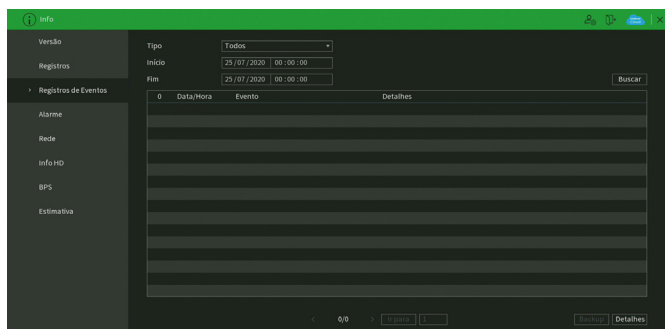 Info
Versão
Registros
Registros de Eventos
Alarme
Rede
Info HD
BPS
Estimativa
Tipo Todos
Início 25/07/2020 00:00:00
Fim 25/07/2020 00:00:00
Buscar
0 Data/Hora Evento Detalhes
0/0 Ir para 1
Backup Detalhes